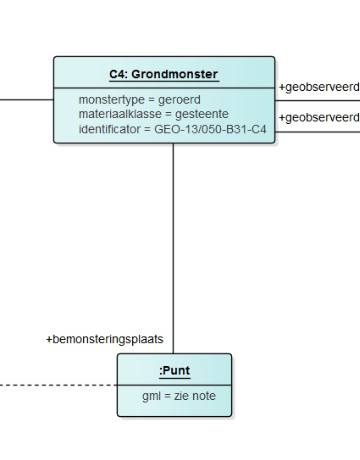 C4: Grondmonster
+geobserveerd
monstertype = geroerd
materiaalklasse = gesteente
identificator = GEO-13/050-B31-C4
+geobserveerd
+bemonsteringsplaats
:Punt
gml = zie note